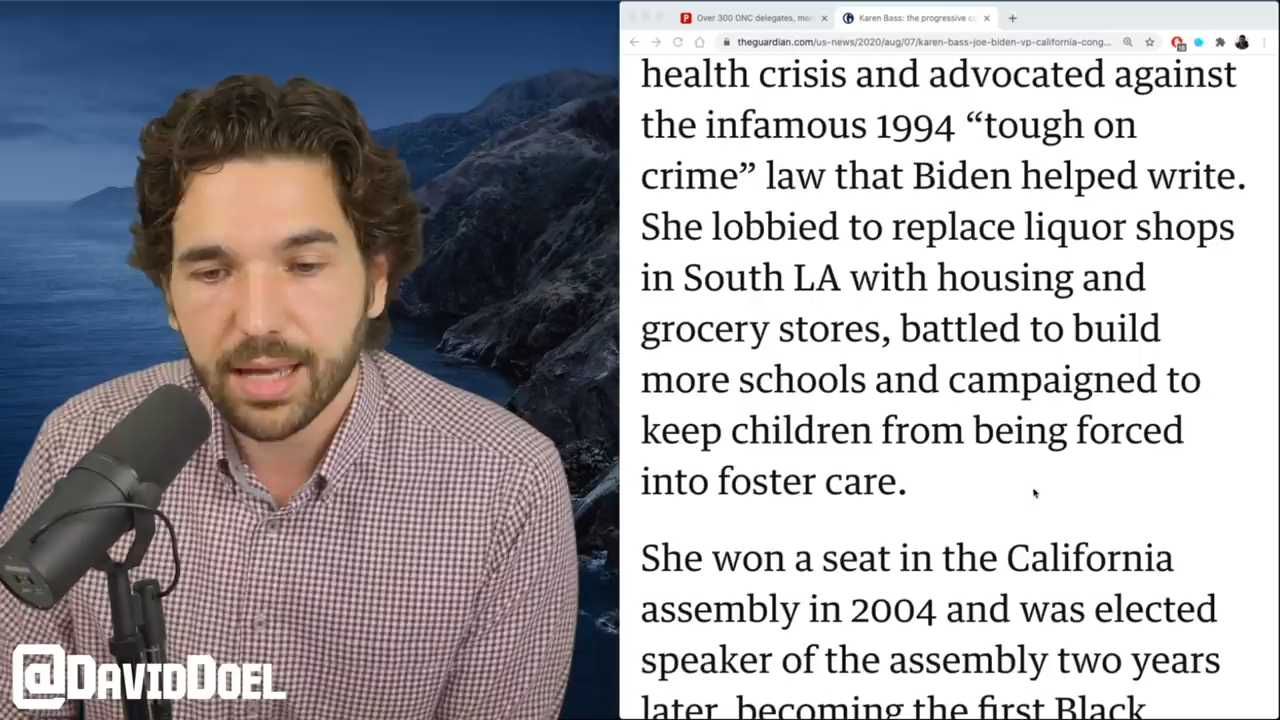 Over 300 DNC delegates, me
Karen Bass: the progressive c
theguardian.com/us-news/2020/aug/07/karen-bass-joe-biden-vp-california-cong...
health crisis and advocated against
the infamous 1994 “tough on
crime” law that Biden helped write.
She lobbied to replace liquor shops
in South LA with housing and
grocery stores, battled to build
more schools and campaigned to
keep children from being forced
into foster care.
She won a seat in the California
assembly in 2004 and was elected
speaker of the assembly two years
later, becoming the first Black
@DAVIDDOEL